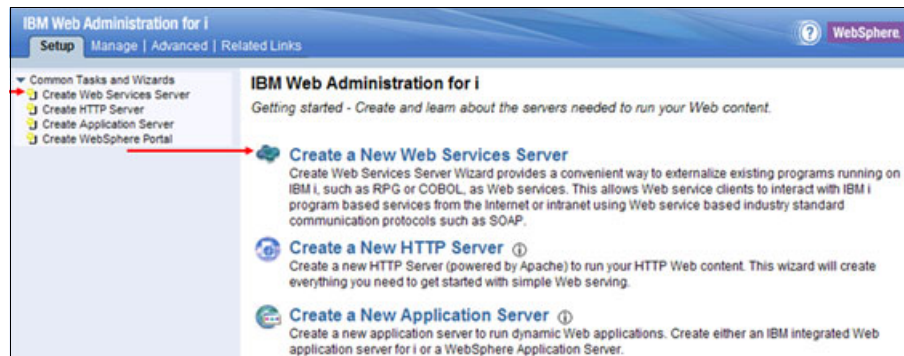 IBM Web Administration for i
Setup Manage | Advanced | Related Links
? WebSphere.
Common Tasks and Wizards
Create Web Services Server
Create HTTP Server
Create Application Server
Create WebSphere Portal
IBM Web Administration for i
Getting started - Create and learn about the servers needed to run your Web content.
Create a New Web Services Server
Create Web Services Server Wizard provides a convenient way to externalize existing programs running on
IBM i, such as RPG or COBOL, as Web services. This allows Web service clients to interact with IBM i
program based services from the Internet or intranet using Web service based industry standard
communication protocols such as SOAP.
Create a New HTTP Server i
Create a new HTTP Server (powered by Apache) to run your HTTP Web content. This wizard will create
everything you need to get started with simple Web serving.
Create a New Application Server i
Create a new application server to run dynamic Web applications. Create either an IBM integrated Web
application server for i or a WebSphere Application Server.